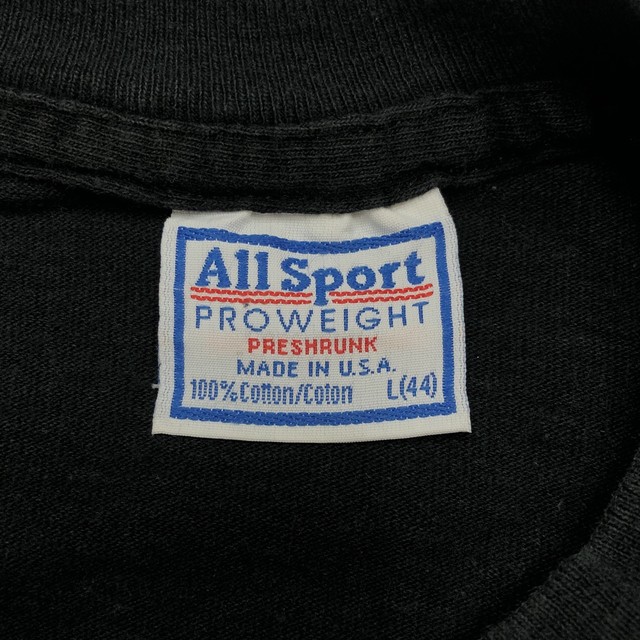 All Sport
PROWEIGHT
PRESHRUNK
MADE IN U.S.A.
100% Cotton/Coton L(44)